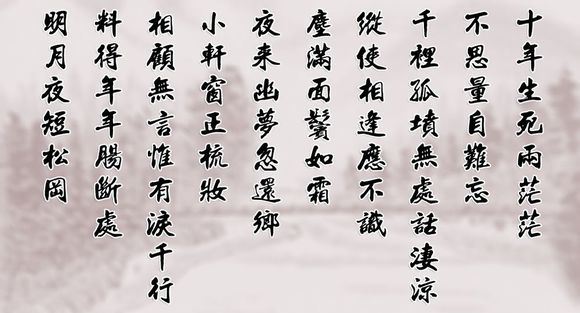 十年生死兩茫茫
不思量自難忘
千裡孤墳無處話淒涼
縱使相逢應不識
塵滿面鬢如霜
夜來幽夢忽還鄉
小軒窗正梳妝
相顧無言惟有淚千行
料得年年腸斷處
明月夜短松岡